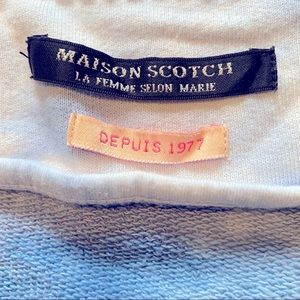 MAISON SCOTCH
LA FEMME SELON MARIE
DEPUIS 1977